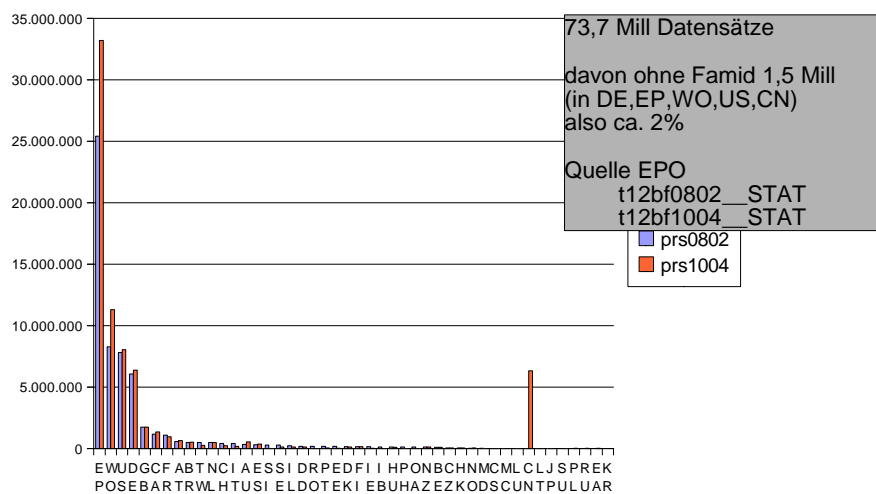 35.000.000
30.000.000
25.000.000
20.000.000
15.000.000
10.000.000
5.000.000
0
73,7 Mill Datensätze
davon ohne Famid 1,5 Mill
(in DE,EP,WO,US,CN)
also ca. 2%
Quelle EPO
t12bf0802__STAT
t12bf1004__STAT
prs0802
prs1004
E W U D G C F A B T N C I A E S S I D R P E D F I I H P O N B C H N M C M L C L J S P R E K
P O S E B A R T R W L H T U S I E L D O T E K I E B U H A Z E Z K O D S C U N T P U L U A R